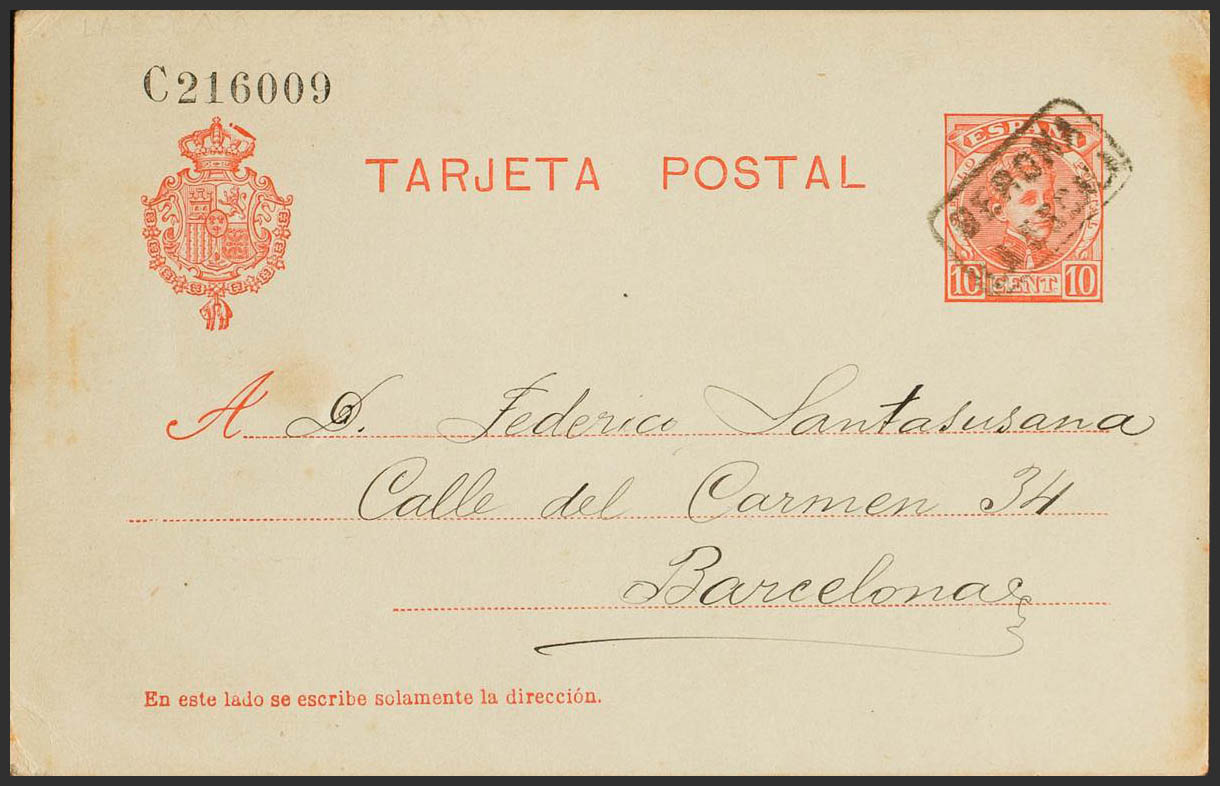 C216009
TARJETA POSTAL
ESPAÑA
10 CENT. 10
A D. Federico Santasusana
Calle del Carmen 34
Barcelona
En este lado se escribe solamente la dirección.